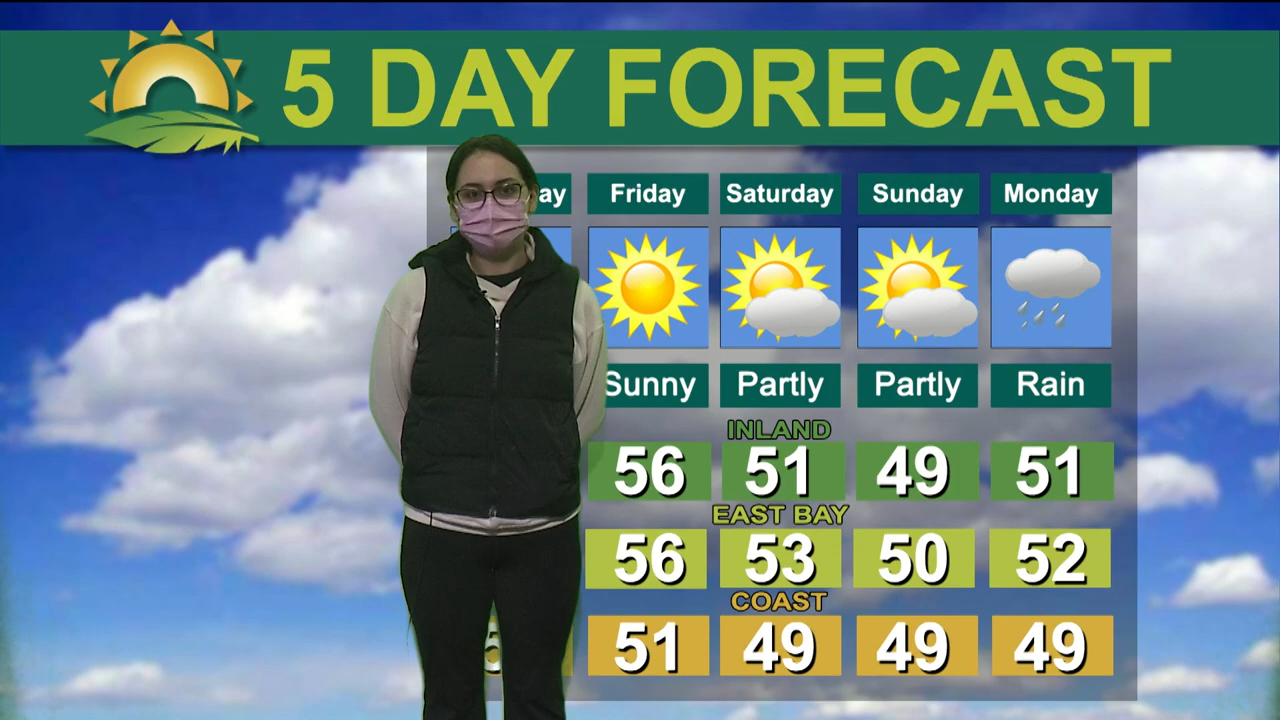 5 DAY FORECAST
ay Friday Saturday Sunday Monday
Sunny Partly Partly Rain
INLAND
56 51 49 51
EAST BAY
56 53 50 52
COAST
51 49 49 49